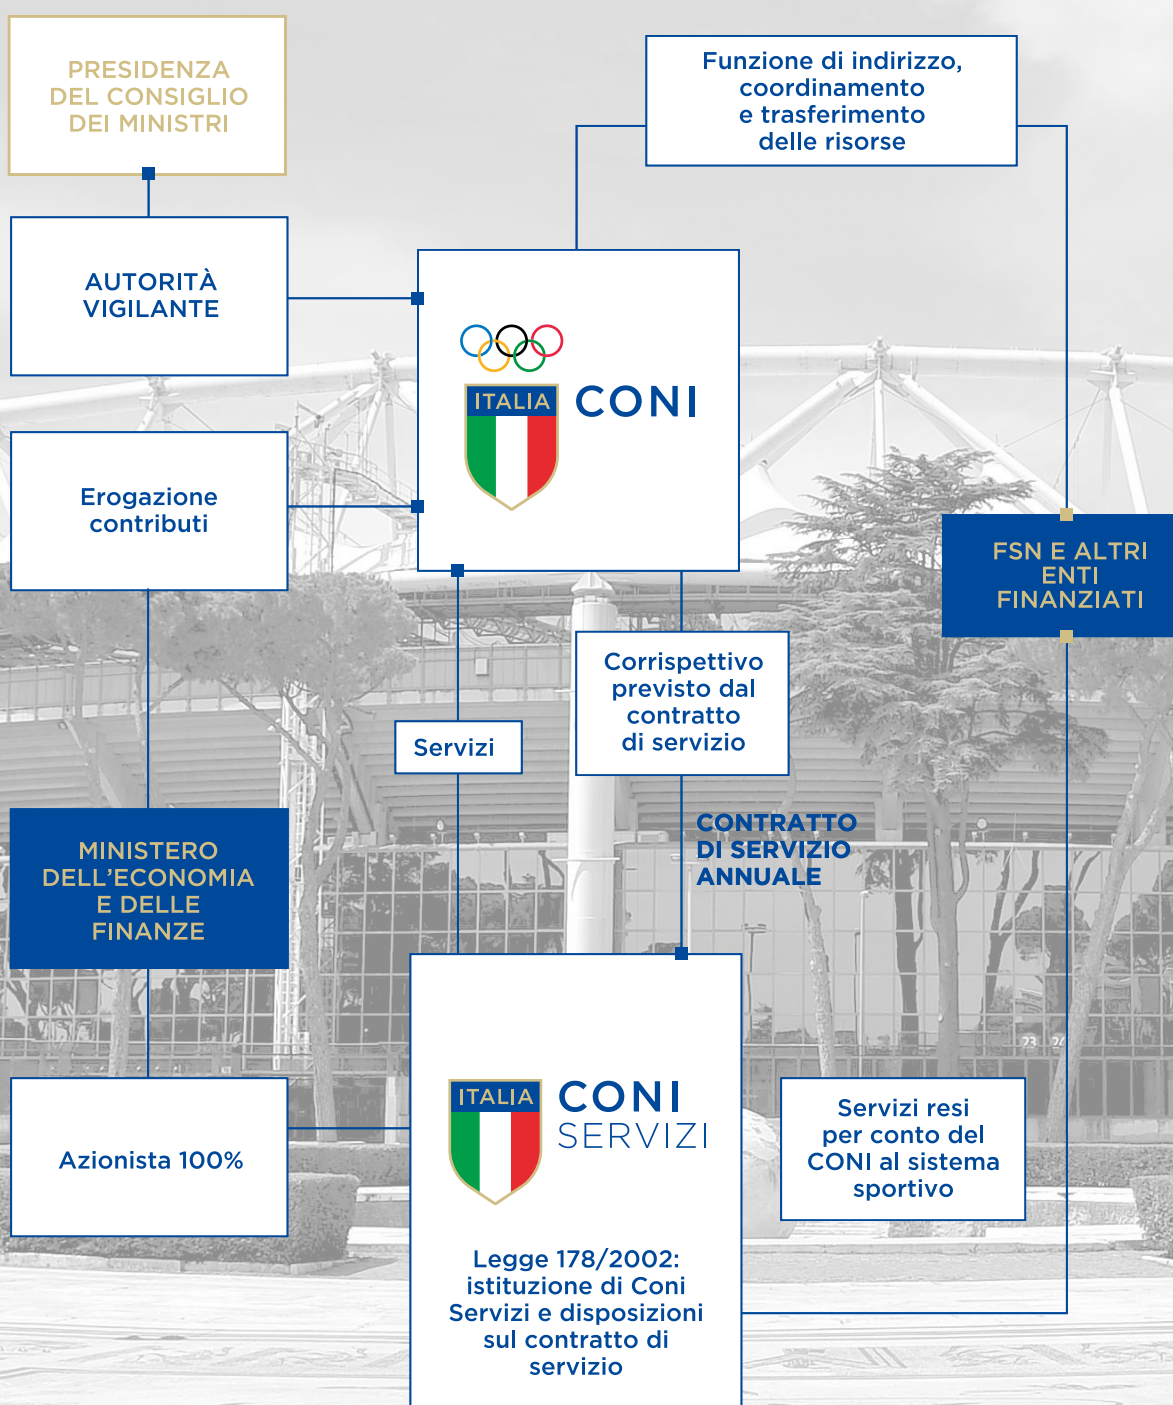 PRESIDENZA
DEL CONSIGLIO
DEI MINISTRI
Funzione di indirizzo,
coordinamento
e trasferimento
delle risorse
AUTORITÀ
VIGILANTE
ITALIA
CONI
Erogazione
contributi
FSN E ALTRI
ENTI
FINANZIATI
Corrispettivo
previsto dal
contratto
di servizio
Servizi
CONTRATTO
DI SERVIZIO
ANNUALE
MINISTERO
DELL’ECONOMIA
E DELLE
FINANZE
23 24
Azionista 100%
ITALIA
CONI
SERVIZI
Servizi resi
per conto del
CONI al sistema
sportivo
Legge 178/2002:
istituzione di Coni
Servizi e disposizioni
sul contratto di
servizio